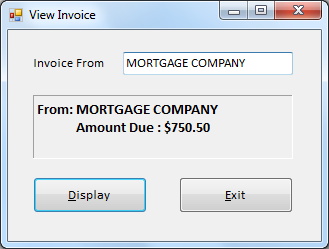 View Invoice
Invoice From MORTGAGE COMPANY
From: MORTGAGE COMPANY
Amount Due : $750.50
Display Exit